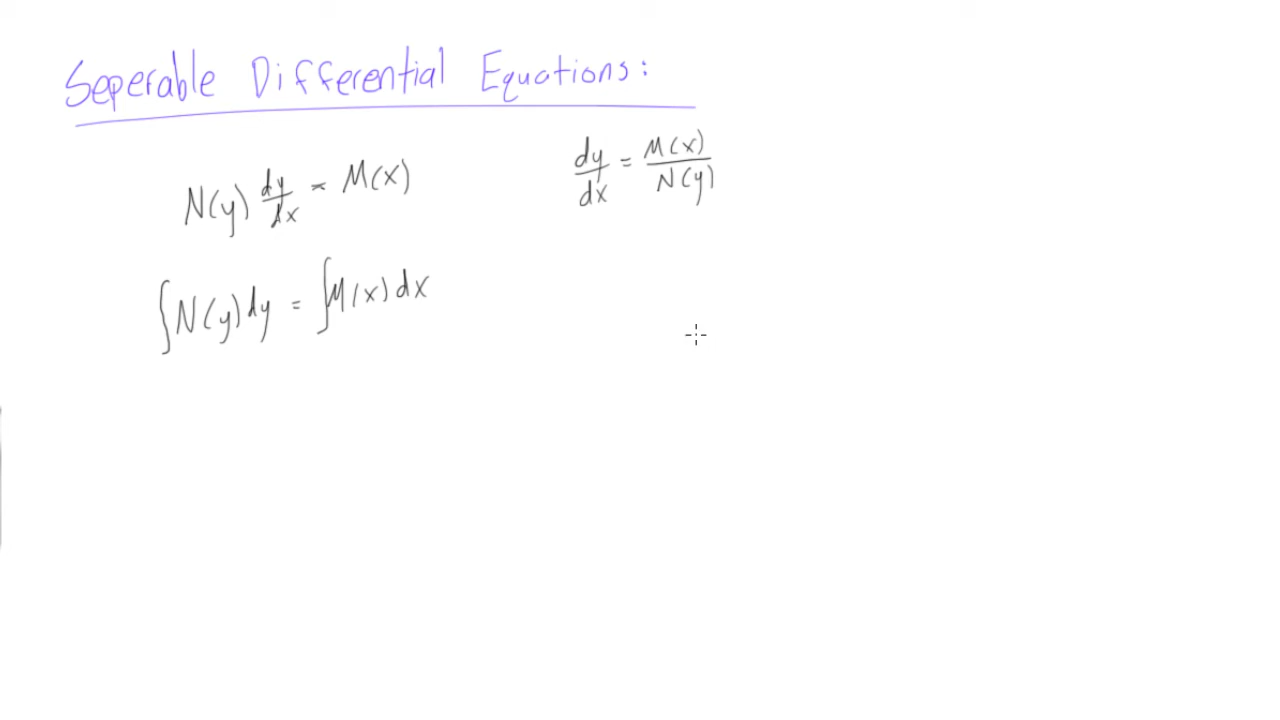 Seperable Differential Equations:
N(y) dy/dx = M(x)
dy/dx = M(x)/N(y)
∫N(y)dy = ∫M(x)dx